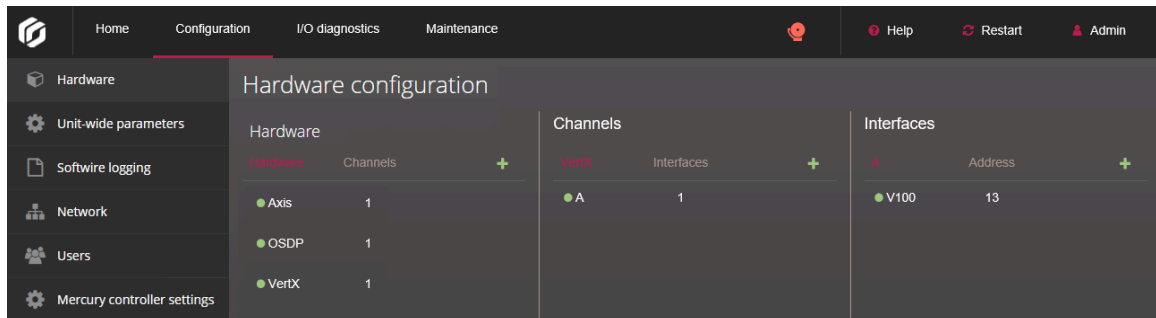 Home Configuration I/O diagnostics Maintenance Help Restart Admin
Hardware
Unit-wide parameters
Softwire logging
Network
Users
Mercury controller settings
Hardware configuration
Hardware
Hardware Channels +
Axis 1
OSDP 1
VertX 1
Channels
VertX Interfaces +
A 1
Interfaces
A Address +
V100 13